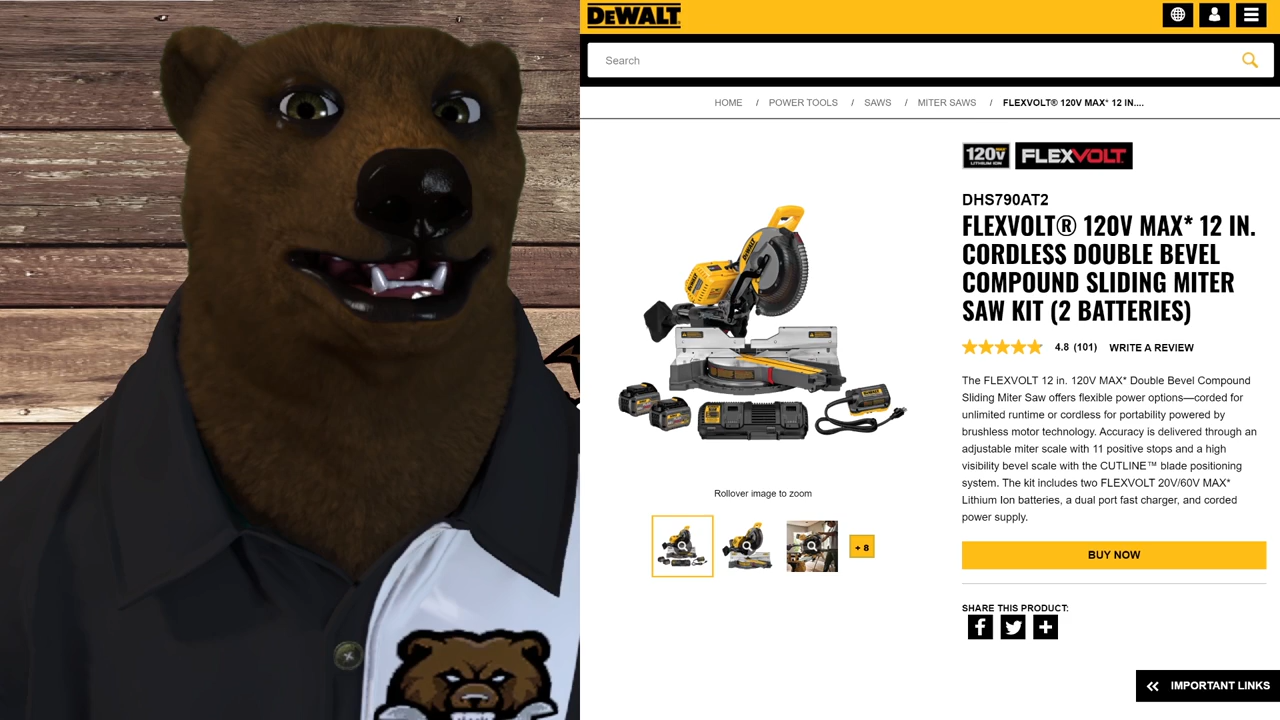 DEWALT
Search
HOME / POWER TOOLS / SAWS / MITER SAWS / FLEXVOLT® 120V MAX* 12 IN....
120V MAX* LITHIUM ION FLEXVOLT
DHS790AT2
FLEXVOLT® 120V MAX* 12 IN.
CORDLESS DOUBLE BEVEL
COMPOUND SLIDING MITER
SAW KIT (2 BATTERIES)
4.8 (101) WRITE A REVIEW
The FLEXVOLT 12 in. 120V MAX* Double Bevel Compound
Sliding Miter Saw offers flexible power options—corded for
unlimited runtime or cordless for portability powered by
brushless motor technology. Accuracy is delivered through an
adjustable miter scale with 11 positive stops and a high
visibility bevel scale with the CUTLINE™ blade positioning
system. The kit includes two FLEXVOLT 20V/60V MAX*
Lithium Ion batteries, a dual port fast charger, and corded
power supply.
Rollover image to zoom
+ 8
BUY NOW
SHARE THIS PRODUCT:
IMPORTANT LINKS